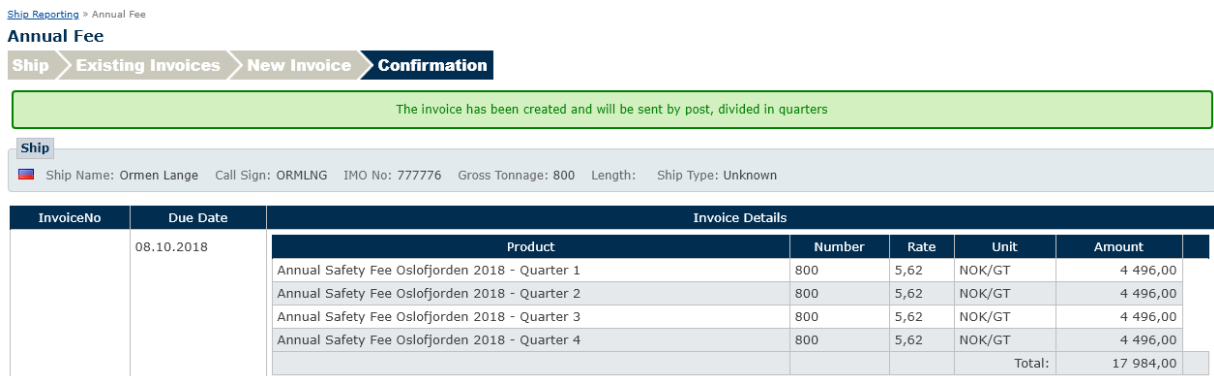 Ship Reporting » Annual Fee
Annual Fee
Ship Existing Invoices New Invoice Confirmation
The invoice has been created and will be sent by post, divided in quarters
Ship
Ship Name: Ormen Lange Call Sign: ORMLNG IMO No: 777776 Gross Tonnage: 800 Length: Ship Type: Unknown
InvoiceNo Due Date Invoice Details
08.10.2018 Product Number Rate Unit Amount
Annual Safety Fee Oslofjorden 2018 - Quarter 1 800 5,62 NOK/GT 4 496,00
Annual Safety Fee Oslofjorden 2018 - Quarter 2 800 5,62 NOK/GT 4 496,00
Annual Safety Fee Oslofjorden 2018 - Quarter 3 800 5,62 NOK/GT 4 496,00
Annual Safety Fee Oslofjorden 2018 - Quarter 4 800 5,62 NOK/GT 4 496,00
Total: 17 984,00